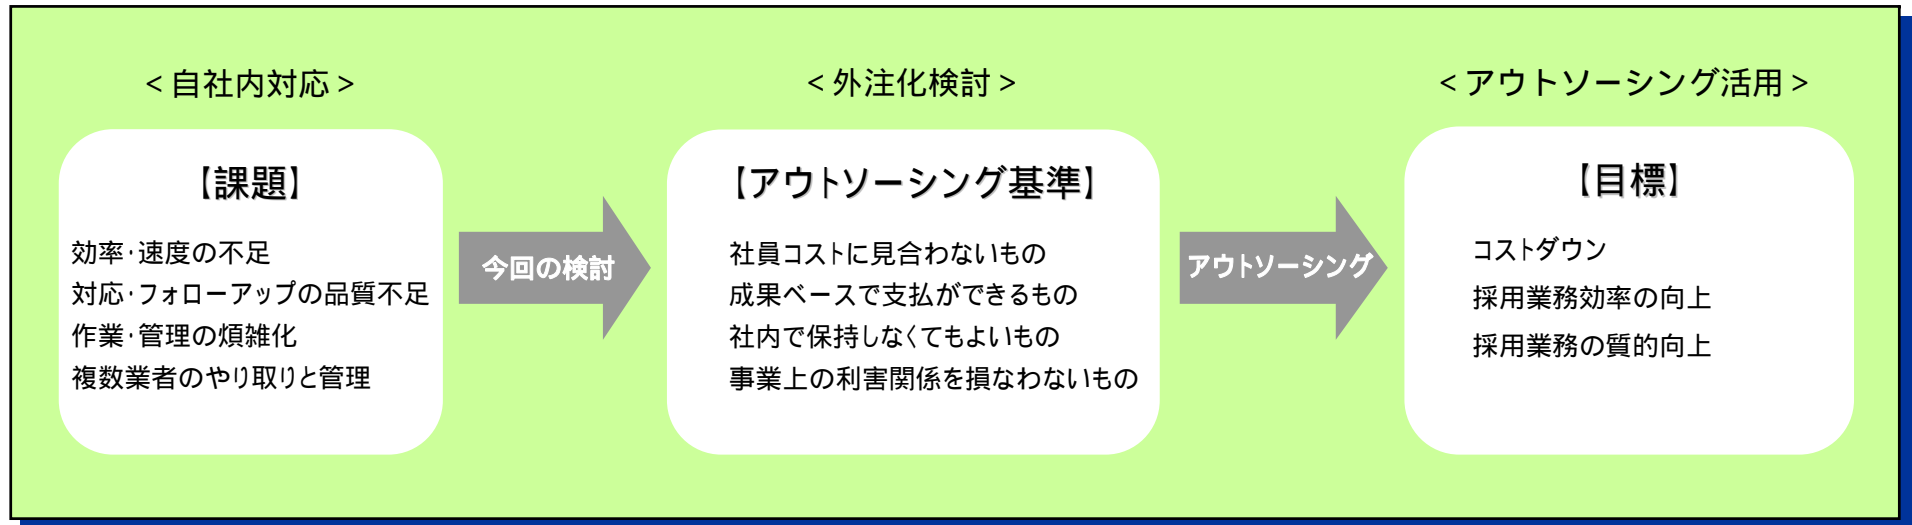 <自社内対応>
【課題】
効率・速度の不足
対応・フォローアップの品質不足
作業・管理の煩雑化
複数業者のやり取りと管理
今回の検討
<外注化検討>
【アウトソーシング基準】
社員コストに見合わないもの
成果ベースで支払ができるもの
社内で保持しなくてもよいもの
事業上の利害関係を損なわないもの
アウトソーシング
<アウトソーシング活用>
【目標】
コストダウン
採用業務効率の向上
採用業務の質的向上